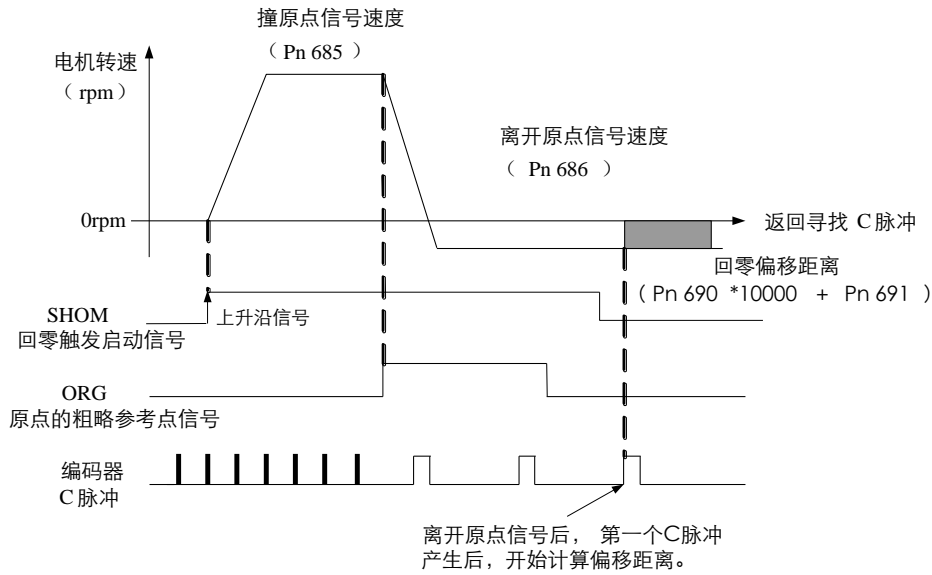 撞原点信号速度
（ Pn 685 ）
电机转速
（ rpm）
离开原点信号速度
（ Pn 686 ）
0rpm
返回寻找 C脉冲
回零偏移距离
（ Pn 690 *10000 + Pn 691 ）
SHOM
上升沿信号
回零触发启动信号
ORG
原点的粗略参考点信号
编码器
C脉冲
离开原点信号后， 第一个C脉冲
产生后，开始计算偏移距离。